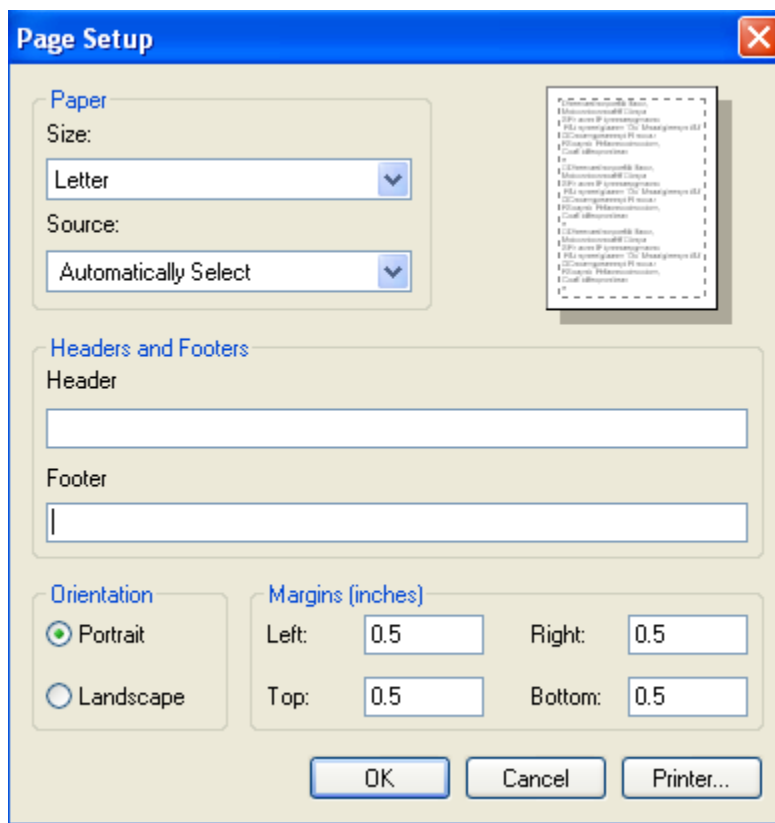 Page Setup
Paper
Size:
Letter
Source:
Automatically Select
Headers and Footers
Header
Footer
Orientation
Portrait
Landscape
Margins (inches)
Left: 0.5 Right: 0.5
Top: 0.5 Bottom: 0.5
OK Cancel Printer...